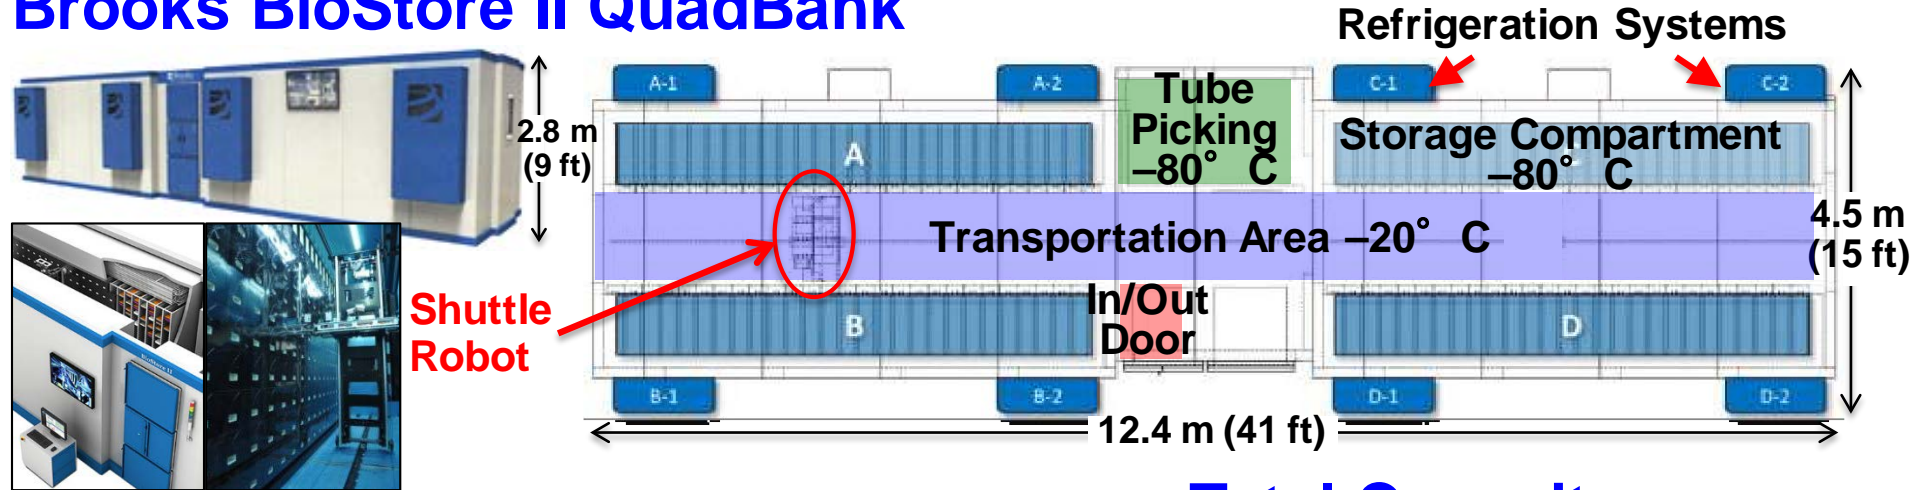 Brooks BioStore II QuadBank
Refrigeration Systems
2.8 m
(9 ft)
A-1
A-2
C-1
C-2
Tube
Picking
–80° C
A
Storage Compartment
–80° C
Transportation Area –20° C
4.5 m
(15 ft)
Shuttle
Robot
In/Out
Door
B
D
B-1
B-2
D-1
D-2
12.4 m (41 ft)
BioStore II